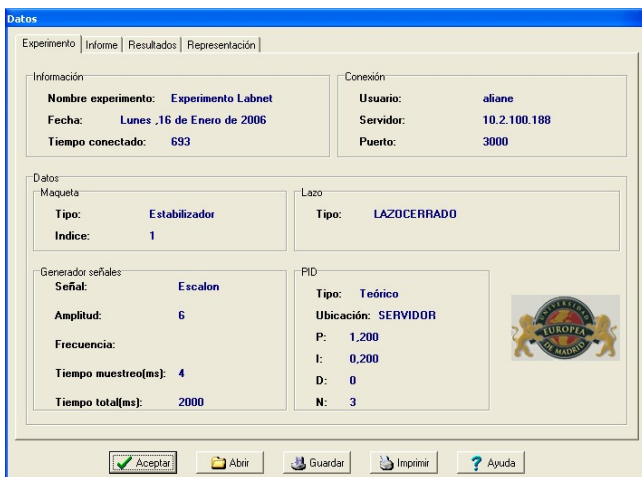 Datos
Experimento Informe Resultados Representación
Información
Nombre experimento: Experimento Labnet
Fecha: Lunes ,16 de Enero de 2006
Tiempo conectado: 693
Conexión
Usuario: aliane
Servidor: 10.2.100.188
Puerto: 3000
Datos
Maqueta
Tipo: Estabilizador
Indice: 1
Lazo
Tipo: LAZOCERRADO
Generador señales
Señal: Escalon
Amplitud: 6
Frecuencia:
Tiempo muestreo(ms): 4
Tiempo total(ms): 2000
PID
Tipo: Teórico
Ubicación: SERVIDOR
P: 1,200
I: 0,200
D: 0
N: 3
UNIVERSIDAD
EUROPEA
DE MADRID
Aceptar Abrir Guardar Imprimir Ayuda